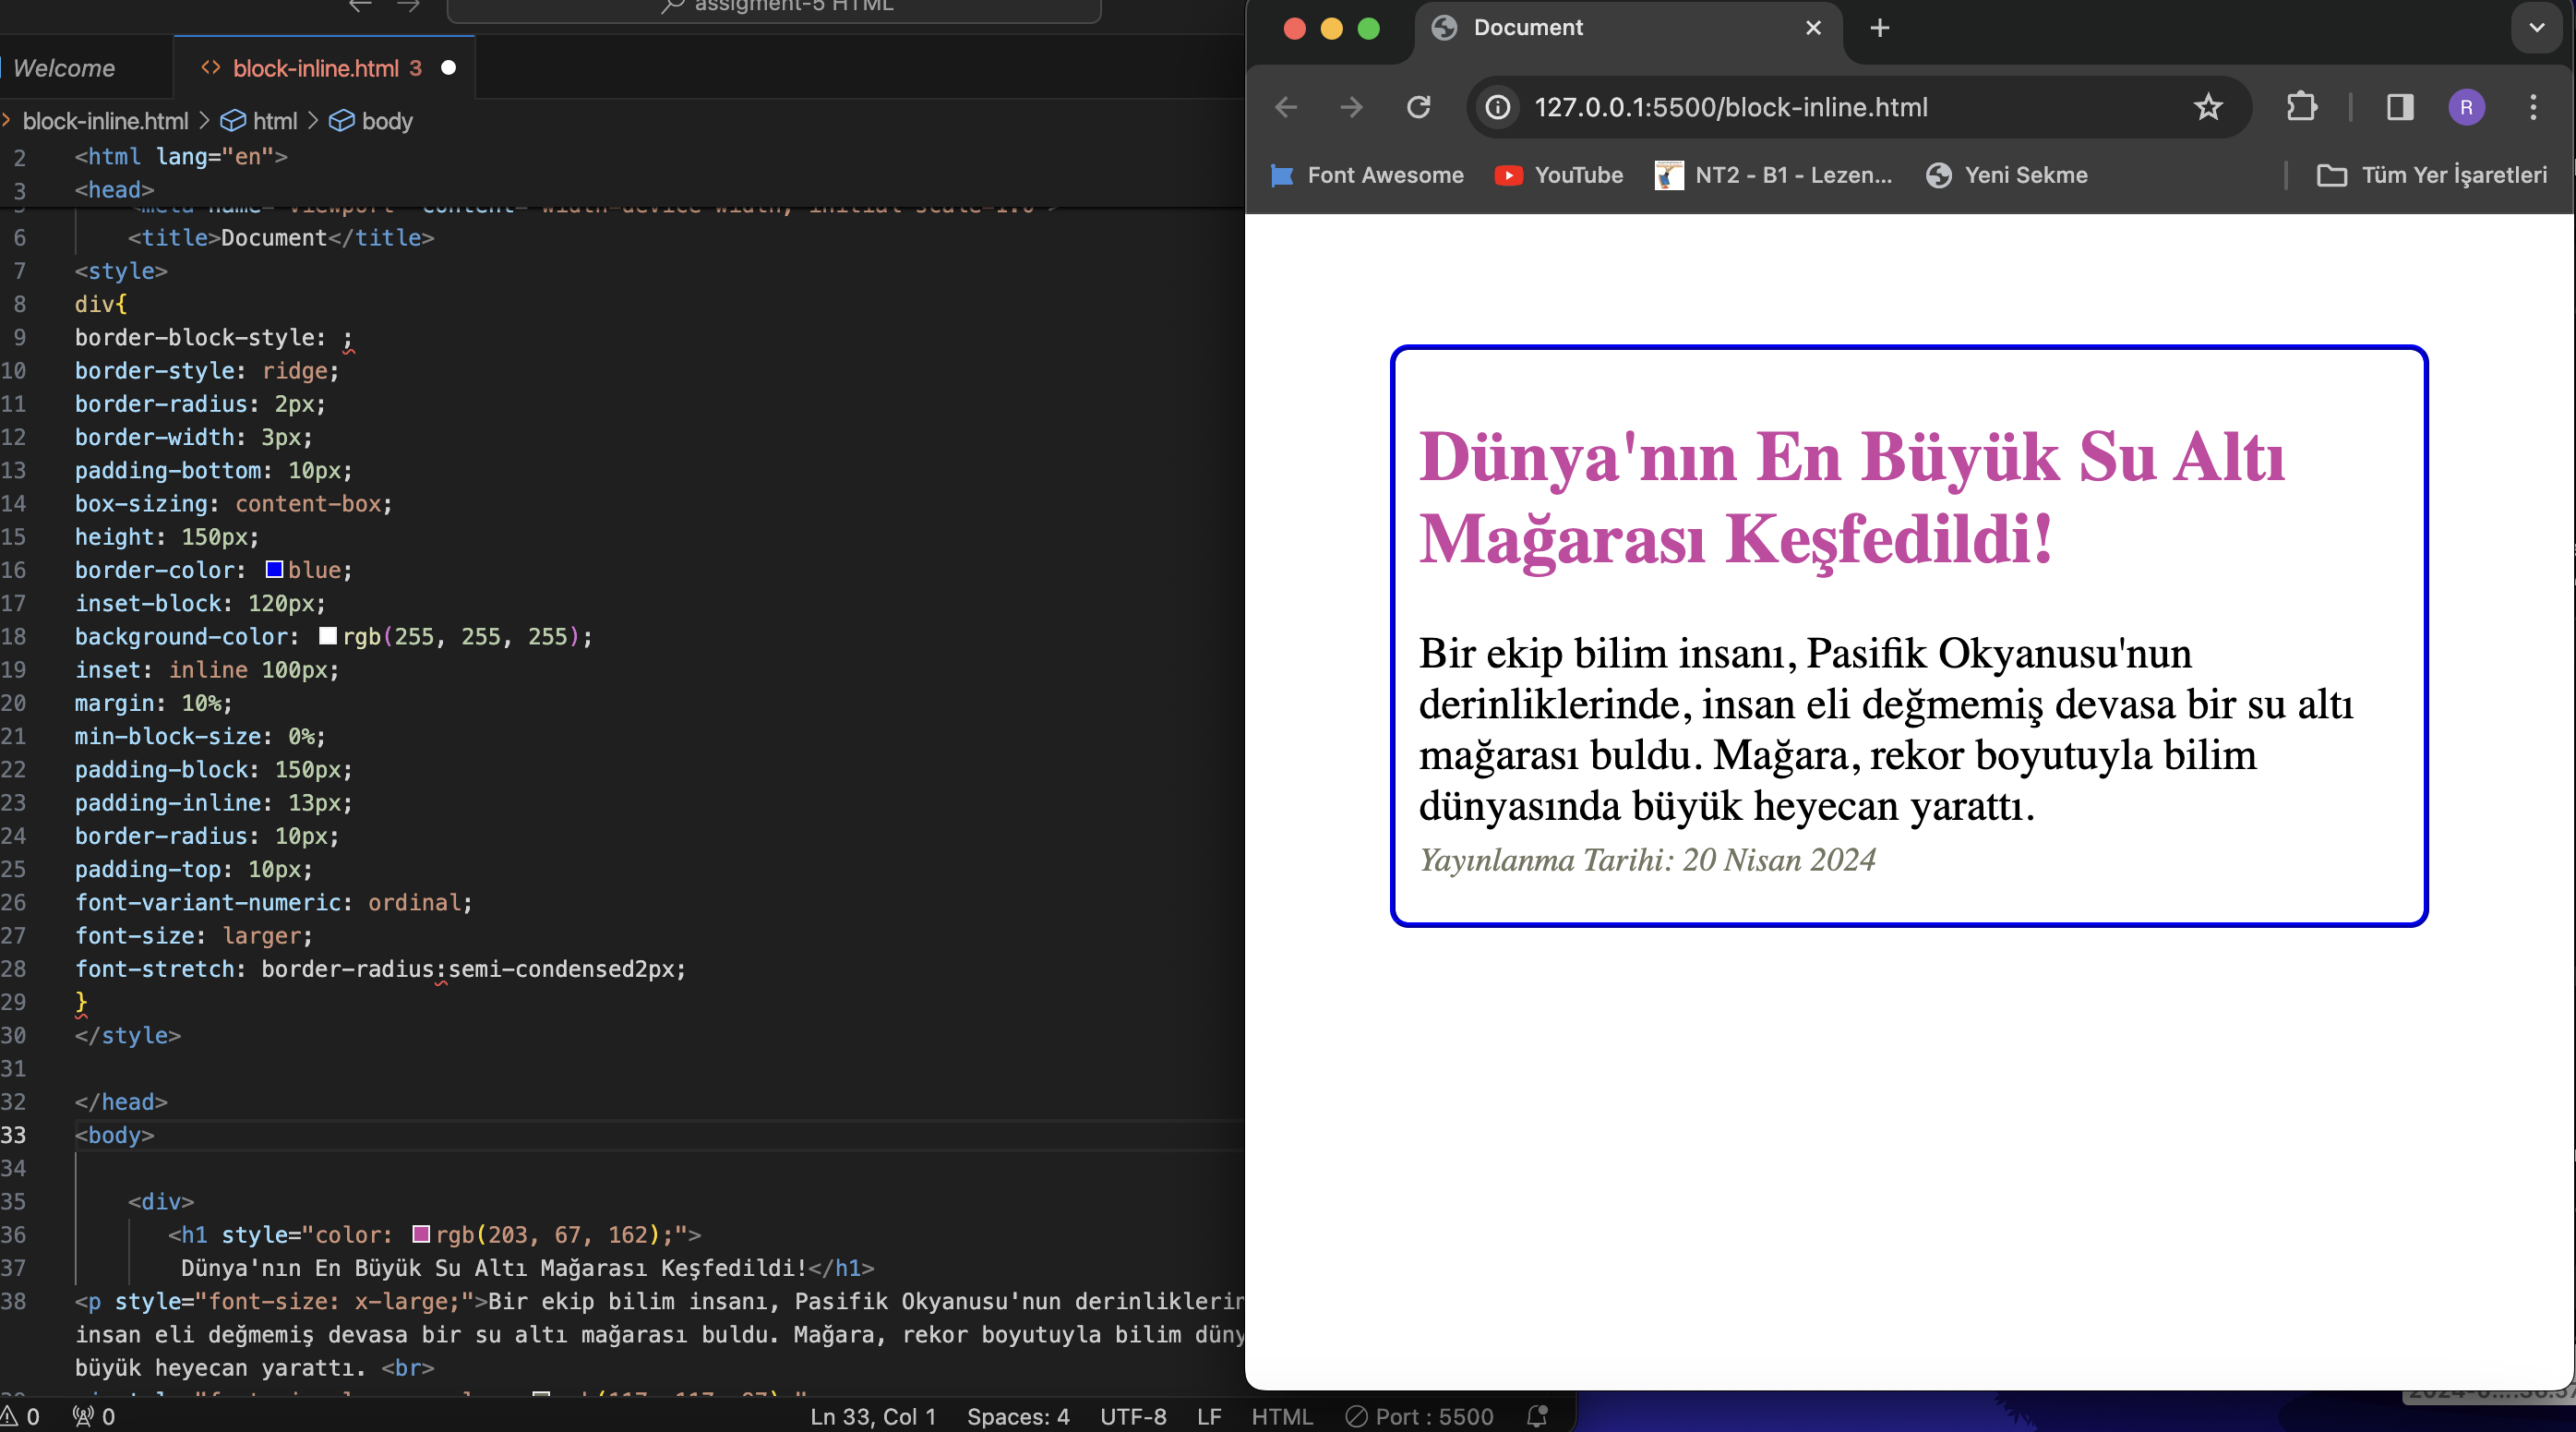 assigment-5 HTML
Welcome
block-inline.html 3
block-inline.html > html > body
2 <html lang="en">
3 <head>
<meta name="viewport" content="width=device-width, initial-scale=1.0">
6 <title>Document</title>
7 <style>
8 div{
9 border-block-style: ;
10 border-style: ridge;
11 border-radius: 2px;
12 border-width: 3px;
13 padding-bottom: 10px;
14 box-sizing: content-box;
15 height: 150px;
16 border-color: blue;
17 inset-block: 120px;
18 background-color: rgb(255, 255, 255);
19 inset: inline 100px;
20 margin: 10%;
21 min-block-size: 0%;
22 padding-block: 150px;
23 padding-inline: 13px;
24 border-radius: 10px;
25 padding-top: 10px;
26 font-variant-numeric: ordinal;
27 font-size: larger;
28 font-stretch: border-radius:semi-condensed2px;
29 }
30 </style>
31
32 </head>
33 <body>
34
35 <div>
36 <h1 style="color: rgb(203, 67, 162);">
37 Dünya'nın En Büyük Su Altı Mağarası Keşfedildi!</h1>
38 <p style="font-size: x-large;">Bir ekip bilim insanı, Pasifik Okyanusu'nun derinliklerin
insan eli değmemiş devasa bir su altı mağarası buldu. Mağara, rekor boyutuyla bilim düny
büyük heyecan yarattı. <br>
0 0
Ln 33, Col 1 Spaces: 4 UTF-8 LF HTML Port : 5500
Document
127.0.0.1:5500/block-inline.html
R
Font Awesome YouTube NT2 - B1 - Lezen... Yeni Sekme Tüm Yer İşaretleri
Dünya'nın En Büyük Su Altı
Mağarası Keşfedildi!
Bir ekip bilim insanı, Pasifik Okyanusu'nun
derinliklerinde, insan eli değmemiş devasa bir su altı
mağarası buldu. Mağara, rekor boyutuyla bilim
dünyasında büyük heyecan yarattı.
Yayınlanma Tarihi: 20 Nisan 2024